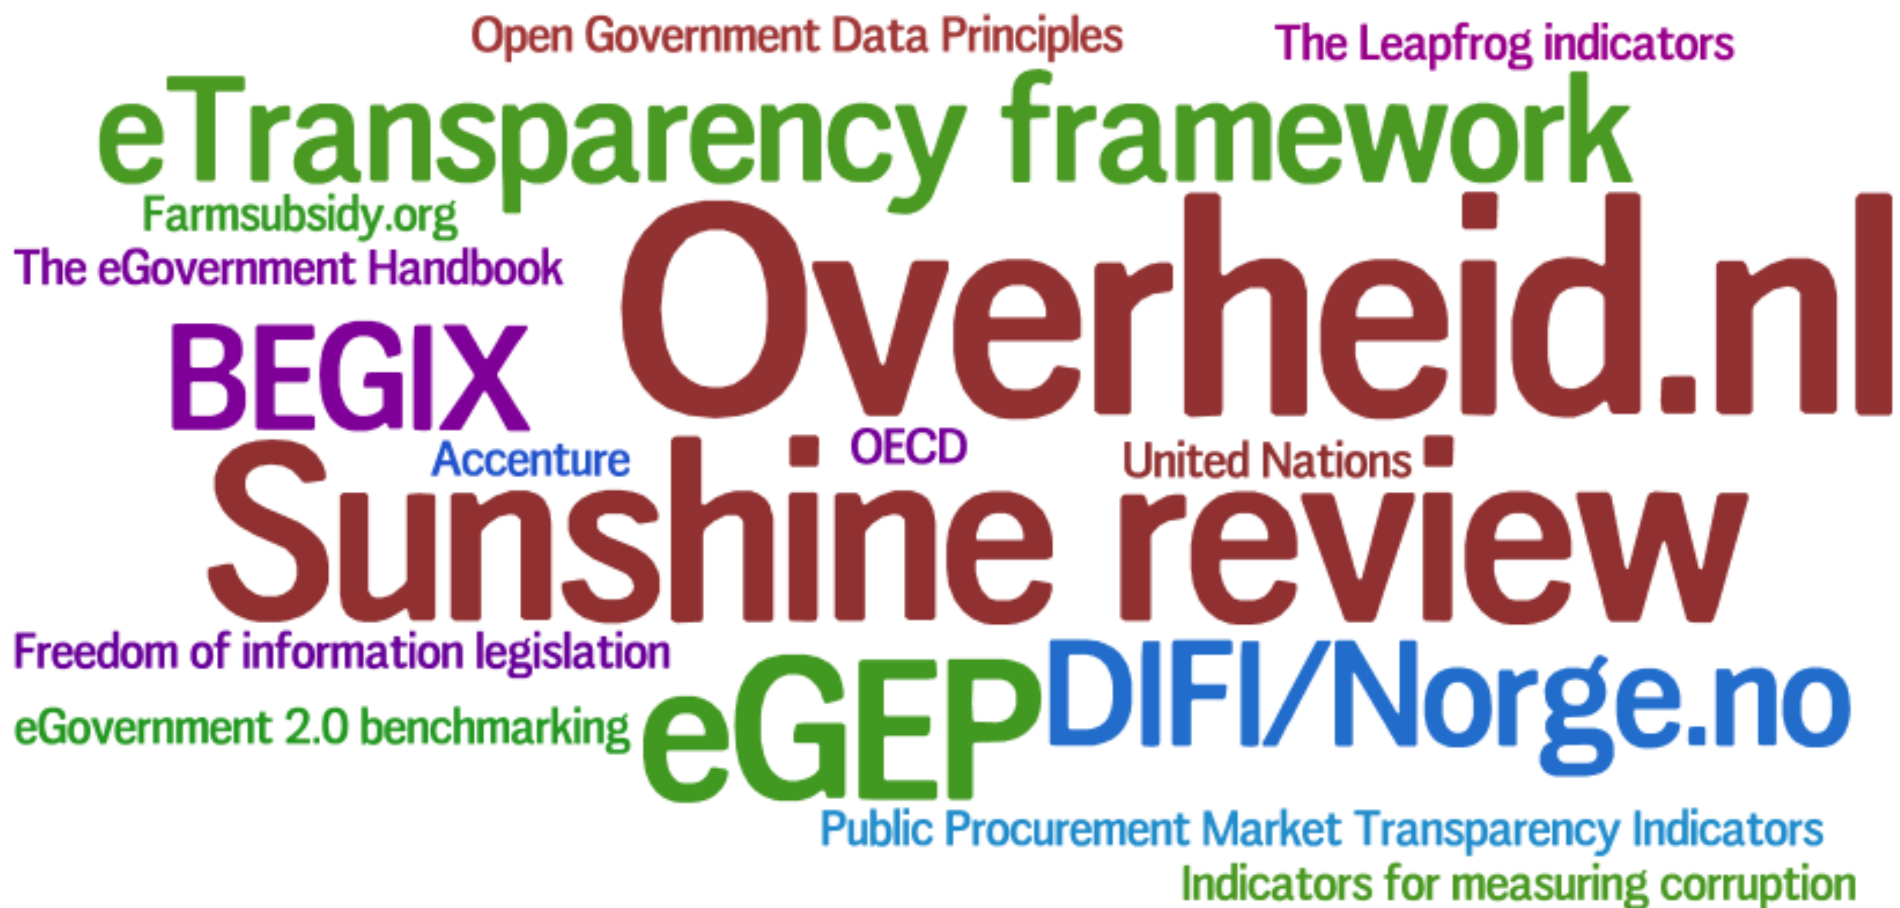 Open Government Data Principles
The Leapfrog indicators
eTransparency framework
Farmsubsidy.org
The eGovernment Handbook
Overheid.nl
BEGIX
Accenture
OECD
United Nations
Sunshine review
Freedom of information legislation
eGEP
DIFI/Norge.no
eGovernment 2.0 benchmarking
Public Procurement Market Transparency Indicators
Indicators for measuring corruption